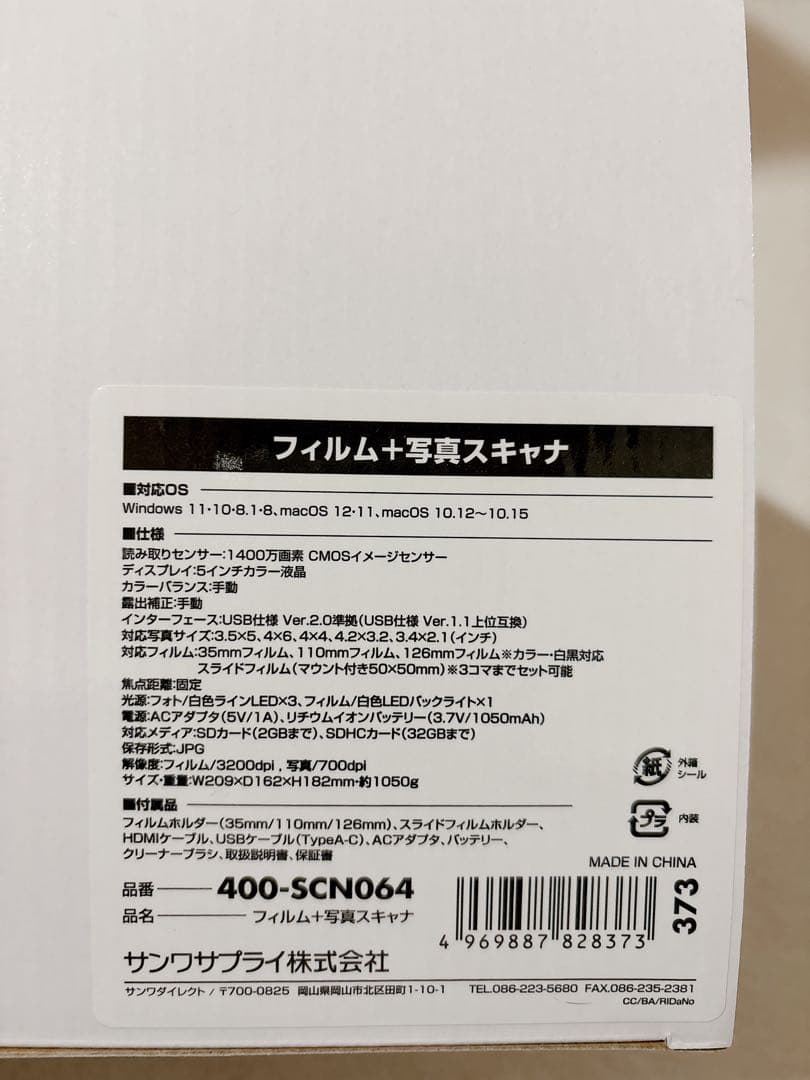 フィルム+写真スキャナ
■対応OS
Windows 11・10・8.1・8、macOS 12・11、macOS 10.12〜10.15
■仕様
読み取りセンサー:1400万画素 CMOSイメージセンサー
ディスプレイ:5インチカラー液晶
カラーバランス:手動
露出補正:手動
インターフェース:USB仕様 Ver.2.0準拠(USB仕様 Ver.1.1上位互換)
対応写真サイズ:3.5×5、4×6、4×4、4.2×3.2、3.4×2.1(インチ)
対応フィルム:35mmフィルム、110mmフィルム、126mmフィルム※カラー・白黒対応
スライドフィルム(マウント付き50×50mm)※3コマまでセット可能
焦点距離:固定
光源:フォト/白色ラインLED×3、フィルム/白色LEDバックライト×1
電源:ACアダプタ(5V/1A)、リチウムイオンバッテリー(3.7V/1050mAh)
対応メディア:SDカード(2GBまで)、SDHCカード(32GBまで)
保存形式:JPG
解像度:フィルム/3200dpi , 写真/700dpi
サイズ・重量:W209×D162×H182mm・約1050g
紙 外箱 シール
■付属品
フィルムホルダー(35mm/110mm/126mm)、スライドフィルムホルダー、
HDMIケーブル、USBケーブル(TypeA-C)、ACアダプタ、バッテリー、
クリーナーブラシ、取扱説明書、保証書
プラ 内装
MADE IN CHINA
品番 400-SCN064
品名 フィルム+写真スキャナ
4 969887 828373
373
サンワサプライ株式会社
サンワダイレクト / 〒700-0825 岡山県岡山市北区田町1-10-1 TEL.086-223-5680 FAX.086-235-2381
CC/BA/RIDaNo